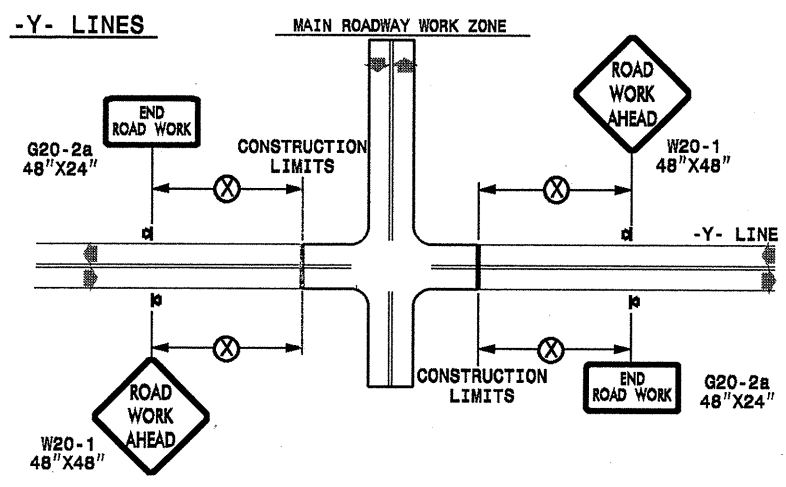 -Y- LINES
MAIN ROADWAY WORK ZONE
END
ROAD WORK
G20-2a
48"X24"
CONSTRUCTION
LIMITS
X
ROAD
WORK
AHEAD
W20-1
48"X48"
X
-Y- LINE
X
ROAD
WORK
AHEAD
W20-1
48"X48"
X
CONSTRUCTION
LIMITS
END
ROAD WORK
G20-2a
48"X24"